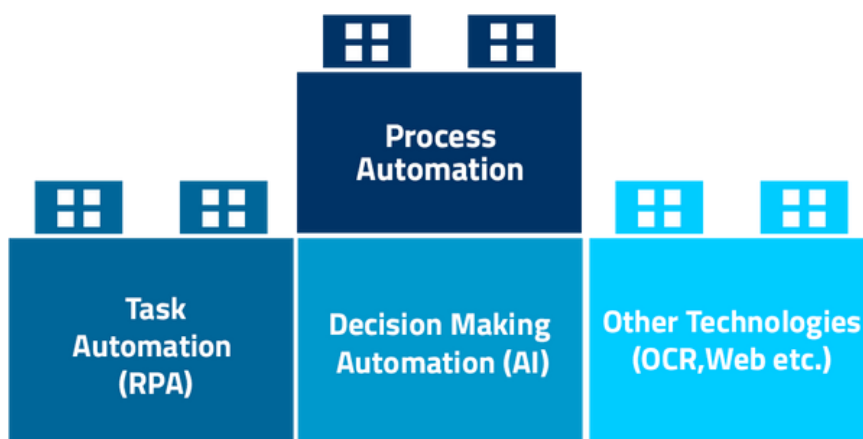 Process
Automation
Task
Automation
(RPA)
Decision Making
Automation (AI)
Other Technologies
(OCR,Web etc.)